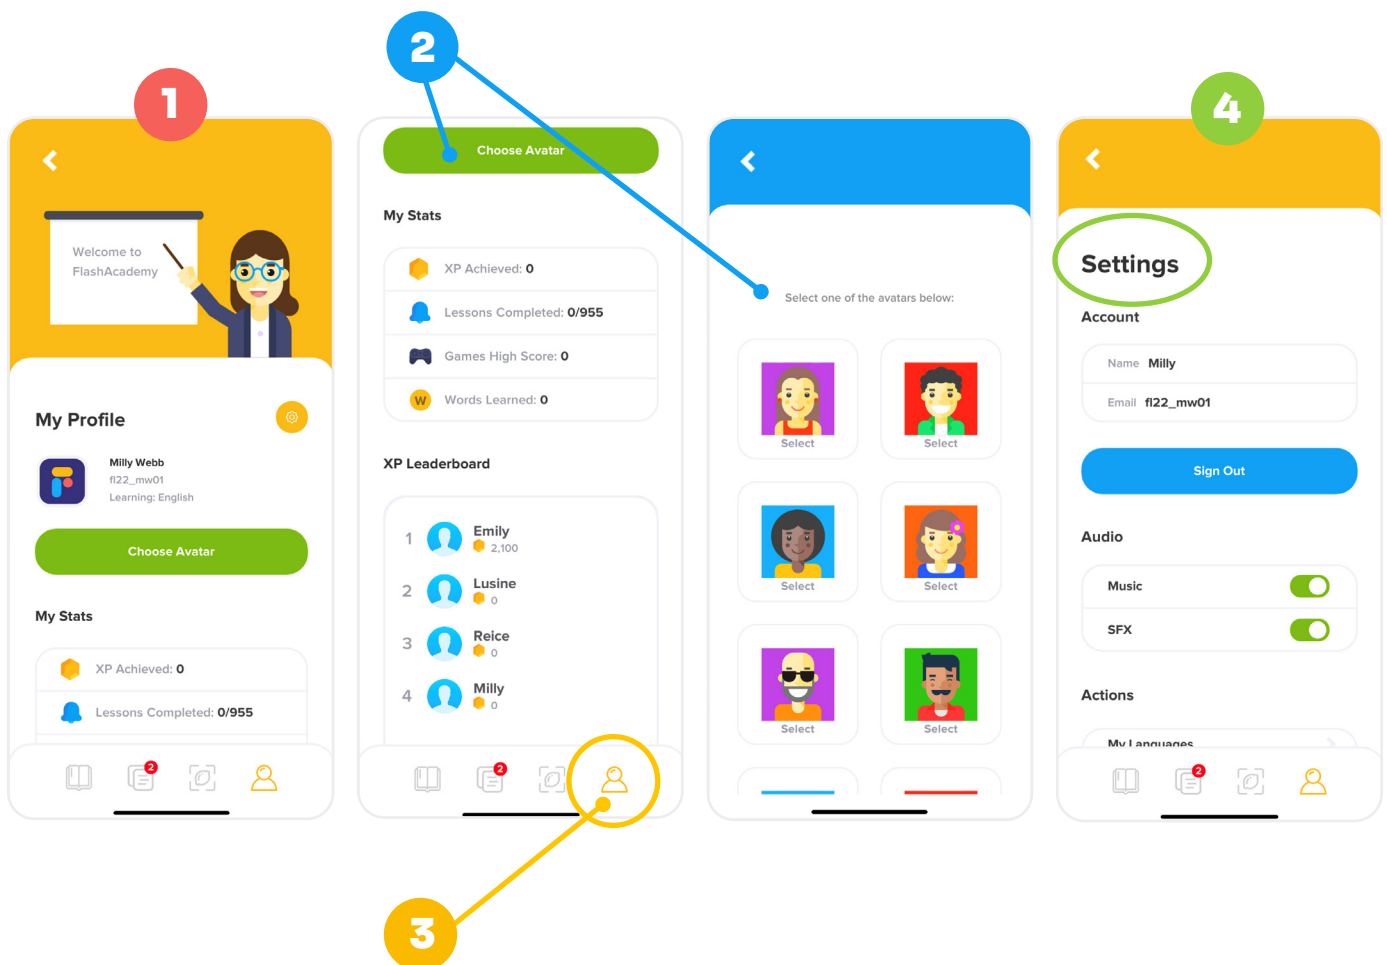 1
Welcome to
FlashAcademy
My Profile
Milly Webb
fl22_mw01
Learning: English
Choose Avatar
My Stats
XP Achieved: 0
Lessons Completed: 0/955
2
2
Choose Avatar
My Stats
XP Achieved: 0
Lessons Completed: 0/955
Games High Score: 0
W Words Learned: 0
XP Leaderboard
1 Emily
2,100
2 Lusine
0
3 Reice
0
4 Milly
0
2
3
Select one of the avatars below:
Select Select
Select Select
Select Select
4
Settings
Account
Name Milly
Email fl22_mw01
Sign Out
Audio
Music
SFX
Actions
My Languages
2